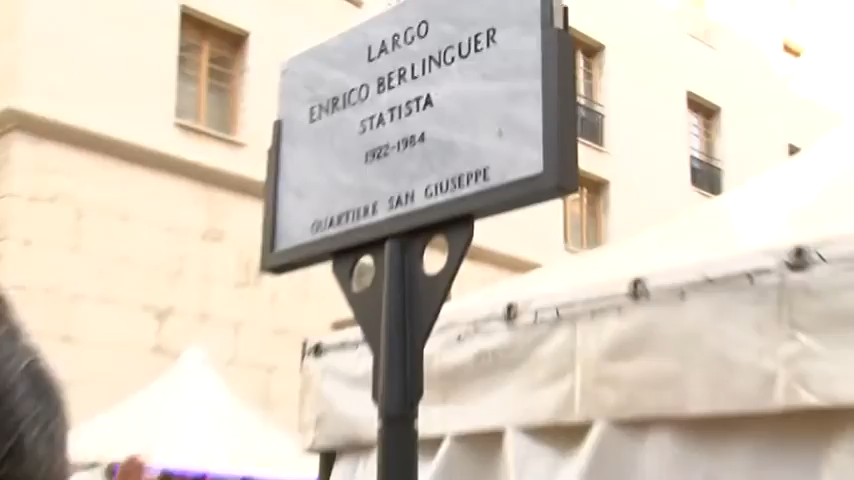 LARGO
ENRICO BERLINGUER
STATISTA
1922-1984
QUARTIERE SAN GIUSEPPE